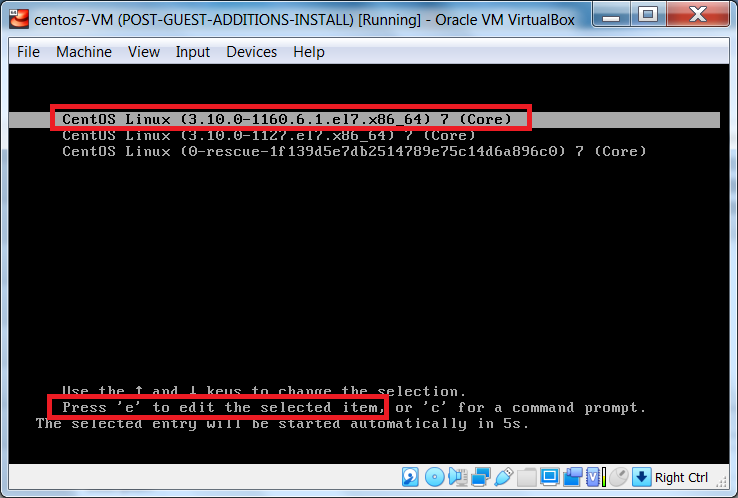 centos7-VM (POST-GUEST-ADDITIONS-INSTALL) [Running] - Oracle VM VirtualBox
File Machine View Input Devices Help
CentOS Linux (3.10.0-1160.6.1.el7.x86_64) 7 (Core)
CentOS Linux (3.10.0-1127.el7.x86_64) 7 (Core)
CentOS Linux (0-rescue-1f139d5e7db2514789e75c14d6a896c0) 7 (Core)
Use the ↑ and ↓ keys to change the selection.
Press 'e' to edit the selected item, or 'c' for a command prompt.
The selected entry will be started automatically in 5s.
Right Ctrl